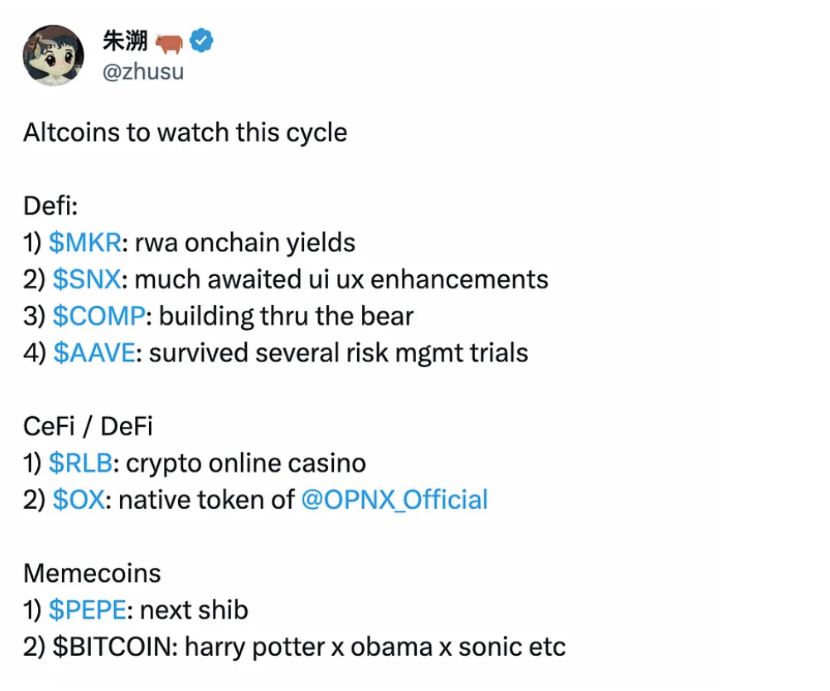 朱溯 🐂
@zhusu
Altcoins to watch this cycle
Defi:
1) $MKR: rwa onchain yields
2) $SNX: much awaited ui ux enhancements
3) $COMP: building thru the bear
4) $AAVE: survived several risk mgmt trials
CeFi / DeFi
1) $RLB: crypto online casino
2) $OX: native token of @OPNX_Official
Memecoins
1) $PEPE: next shib
2) $BITCOIN: harry potter x obama x sonic etc